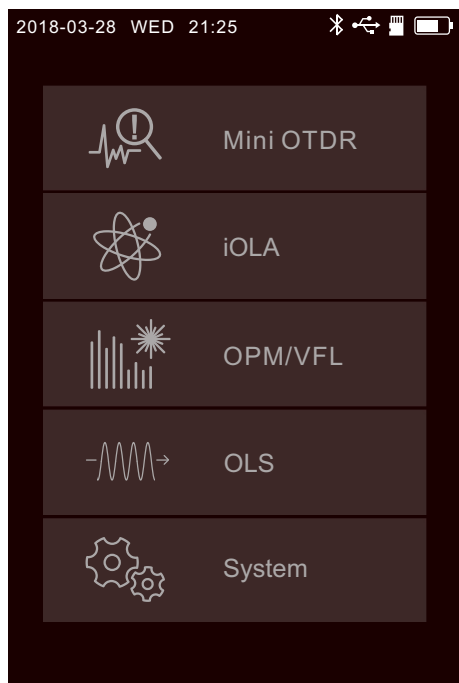 2018-03-28 WED 21:25
Mini OTDR
iOLA
OPM/VFL
OLS
System